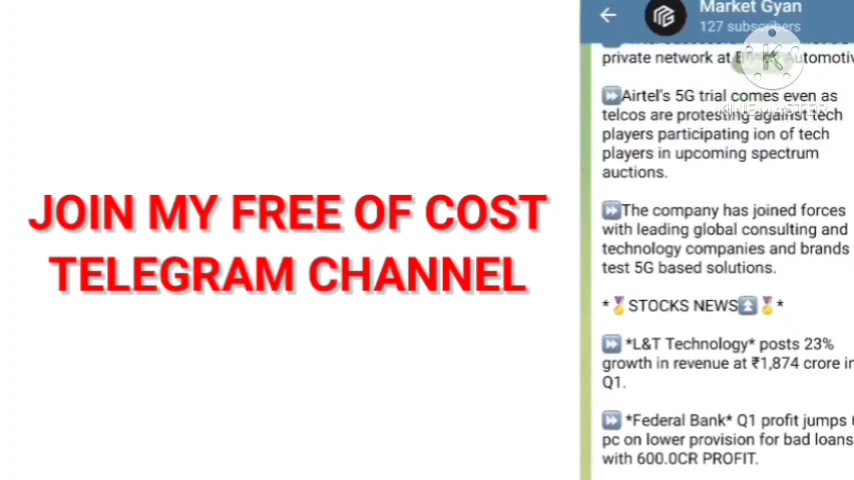 JOIN MY FREE OF COST
TELEGRAM CHANNEL
Market Gyan
127 subscribers
private network at Automotiv
KINEMASTER
⏩Airtel's 5G trial comes even as
telcos are protesting against tech
players participating ion of tech
players in upcoming spectrum
auctions.
⏩The company has joined forces
with leading global consulting and
technology companies and brands
test 5G based solutions.
*🏅STOCKS NEWS⏫🏅*
⏩ *L&T Technology* posts 23%
growth in revenue at ₹1,874 crore in
Q1.
⏩ *Federal Bank* Q1 profit jumps
pc on lower provision for bad loans
with 600.0CR PROFIT.